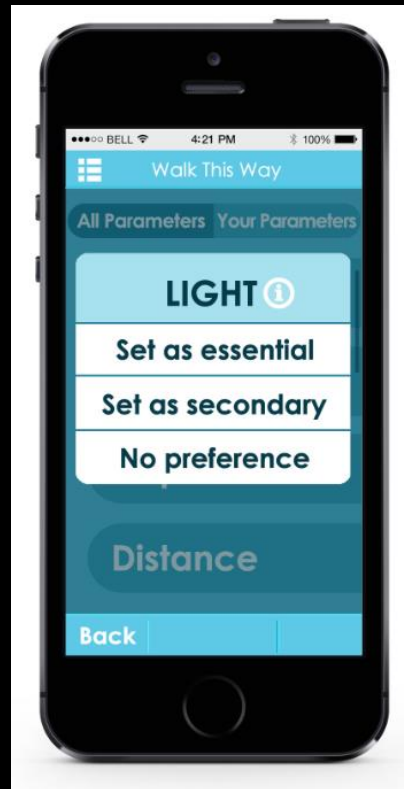 BELL 4:21 PM 100%
Walk This Way
All Parameters Your Parameters
LIGHT
Set as essential
Set as secondary
No preference
Distance
Back